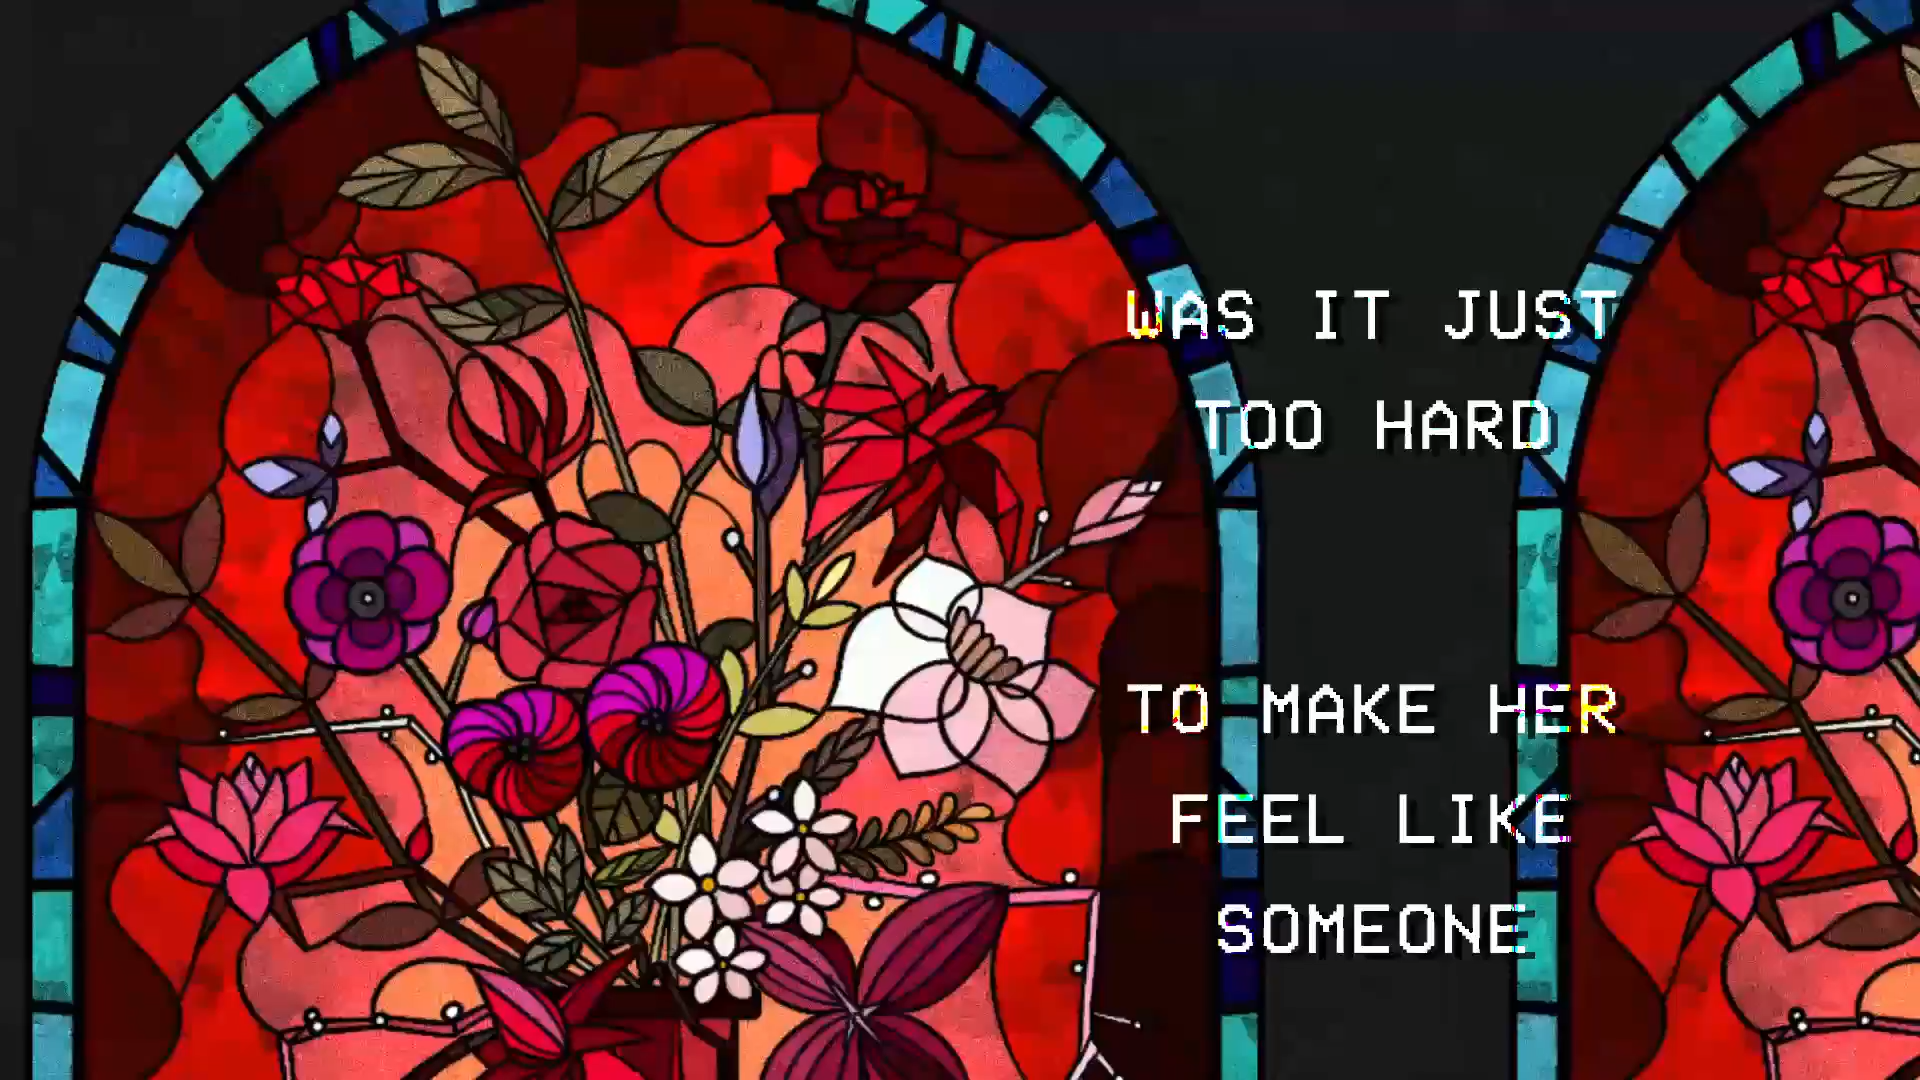 WAS IT JUST
TOO HARD
TO MAKE HER
FEEL LIKE
SOMEONE